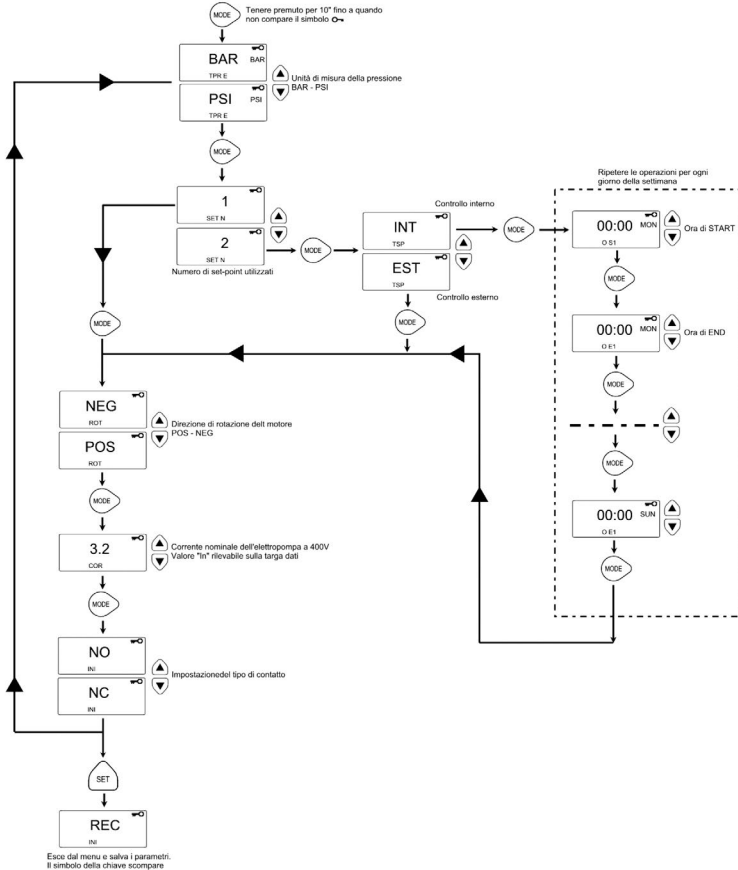 MODE
Tenere premuto per 10" fino a quando
non compare il simbolo
BAR
BAR
TPR E
PSI
PSI
TPR E
Unità di misura della pressione
BAR - PSI
MODE
1
SET N
2
SET N
Numero di set-point utilizzati
MODE
Controllo interno
INT
TSP
EST
TSP
Controllo esterno
MODE
MODE
Ripetere le operazioni per ogni
giorno della settimana
00:00
MON
O S1
Ora di START
MODE
00:00
MON
O E1
Ora di END
MODE
MODE
00:00
SUN
O E1
MODE
MODE
NEG
ROT
POS
ROT
Direzione di rotazione delt motore
POS - NEG
MODE
3.2
COR
Corrente nominale dell'elettropompa a 400V
Valore "In" rilevabile sulla targa dati
MODE
NO
INI
NC
INI
Impostazionedel tipo di contatto
SET
REC
INI
Esce dal menu e salva i parametri.
Il simbolo della chiave scompare